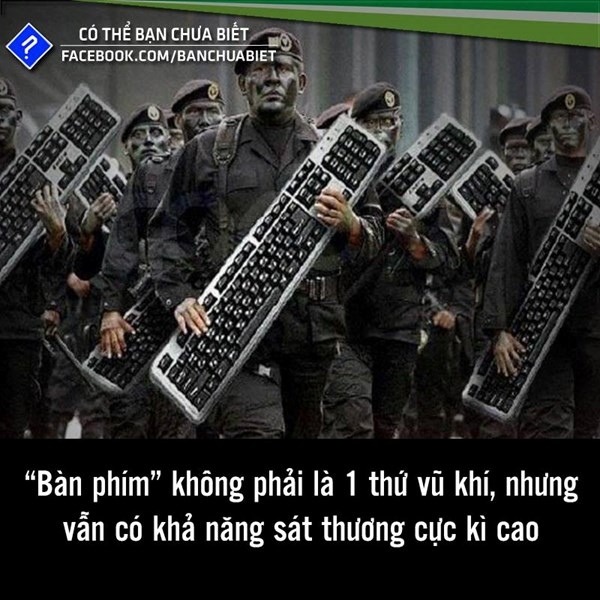 CÓ THỂ BẠN CHƯA BIẾT
FACEBOOK.COM/BANCHUABIET
“Bàn phím” không phải là 1 thứ vũ khí, nhưng
vẫn có khả năng sát thương cực kì cao